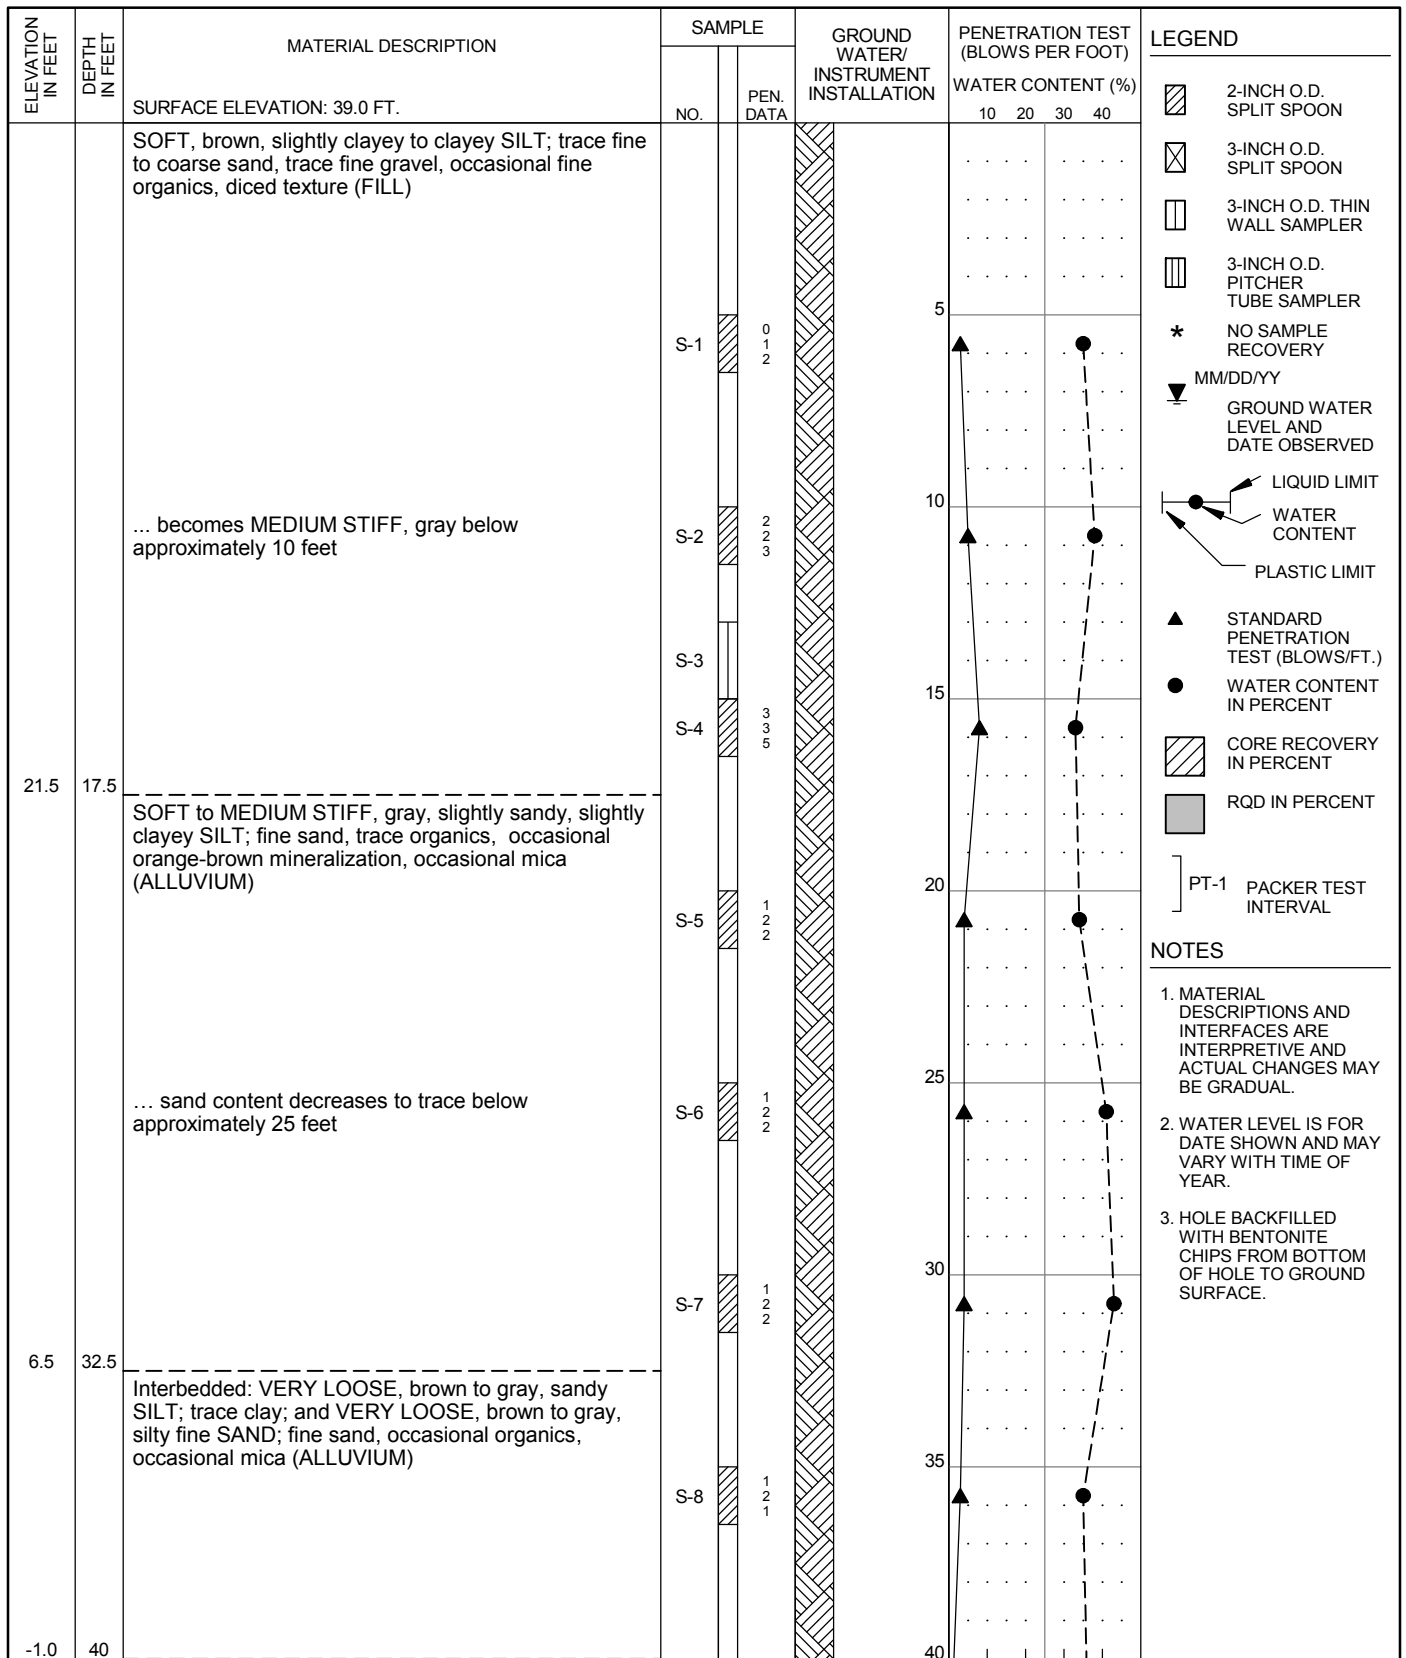 ELEVATION
IN FEET
DEPTH
IN FEET
MATERIAL DESCRIPTION
SURFACE ELEVATION: 39.0 FT.
SAMPLE
NO.
PEN.
DATA
GROUND
WATER/
INSTRUMENT
INSTALLATION
PENETRATION TEST
(BLOWS PER FOOT)
WATER CONTENT (%)
10 20 30 40
SOFT, brown, slightly clayey to clayey SILT; trace fine
to coarse sand, trace fine gravel, occasional fine
organics, diced texture (FILL)
5
S-1
0
1
2
... becomes MEDIUM STIFF, gray below
approximately 10 feet
10
S-2
2
2
3
S-3
15
S-4
3
3
5
21.5 17.5
SOFT to MEDIUM STIFF, gray, slightly sandy, slightly
clayey SILT; fine sand, trace organics, occasional
orange-brown mineralization, occasional mica
(ALLUVIUM)
20
S-5
1
2
2
… sand content decreases to trace below
approximately 25 feet
25
S-6
1
2
2
30
S-7
1
2
2
6.5 32.5
Interbedded: VERY LOOSE, brown to gray, sandy
SILT; trace clay; and VERY LOOSE, brown to gray,
silty fine SAND; fine sand, occasional organics,
occasional mica (ALLUVIUM)
35
S-8
1
2
1
-1.0 40
40
LEGEND
2-INCH O.D.
SPLIT SPOON
3-INCH O.D.
SPLIT SPOON
3-INCH O.D. THIN
WALL SAMPLER
3-INCH O.D.
PITCHER
TUBE SAMPLER
* NO SAMPLE
RECOVERY
MM/DD/YY
GROUND WATER
LEVEL AND
DATE OBSERVED
LIQUID LIMIT
WATER
CONTENT
PLASTIC LIMIT
STANDARD
PENETRATION
TEST (BLOWS/FT.)
WATER CONTENT
IN PERCENT
CORE RECOVERY
IN PERCENT
RQD IN PERCENT
PT-1 PACKER TEST
INTERVAL
NOTES
1. MATERIAL
DESCRIPTIONS AND
INTERFACES ARE
INTERPRETIVE AND
ACTUAL CHANGES MAY
BE GRADUAL.
2. WATER LEVEL IS FOR
DATE SHOWN AND MAY
VARY WITH TIME OF
YEAR.
3. HOLE BACKFILLED
WITH BENTONITE
CHIPS FROM BOTTOM
OF HOLE TO GROUND
SURFACE.